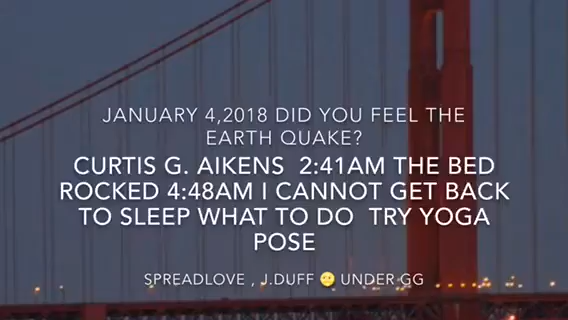 JANUARY 4,2018 DID YOU FEEL THE
EARTH QUAKE?
CURTIS G. AIKENS  2:41AM THE BED
ROCKED 4:48AM I CANNOT GET BACK
TO SLEEP WHAT TO DO  TRY YOGA
POSE
SPREADLOVE , J.DUFF 🌝 UNDER GG